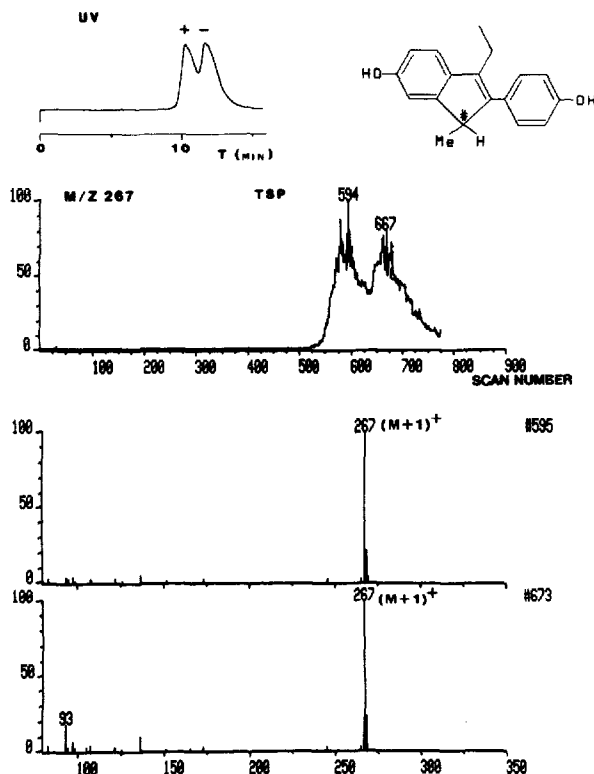 UV
+ −
HO
OH
*
Me H
0 10
T (MIN)
M/Z 267 TSP
100
50
0
594
667
100 200 300 400 500 600 700 800 900
SCAN NUMBER
100
50
0
267 (M+1)+
#595
100
50
0
267 (M+1)+
#673
93
100 150 200 250 300 350